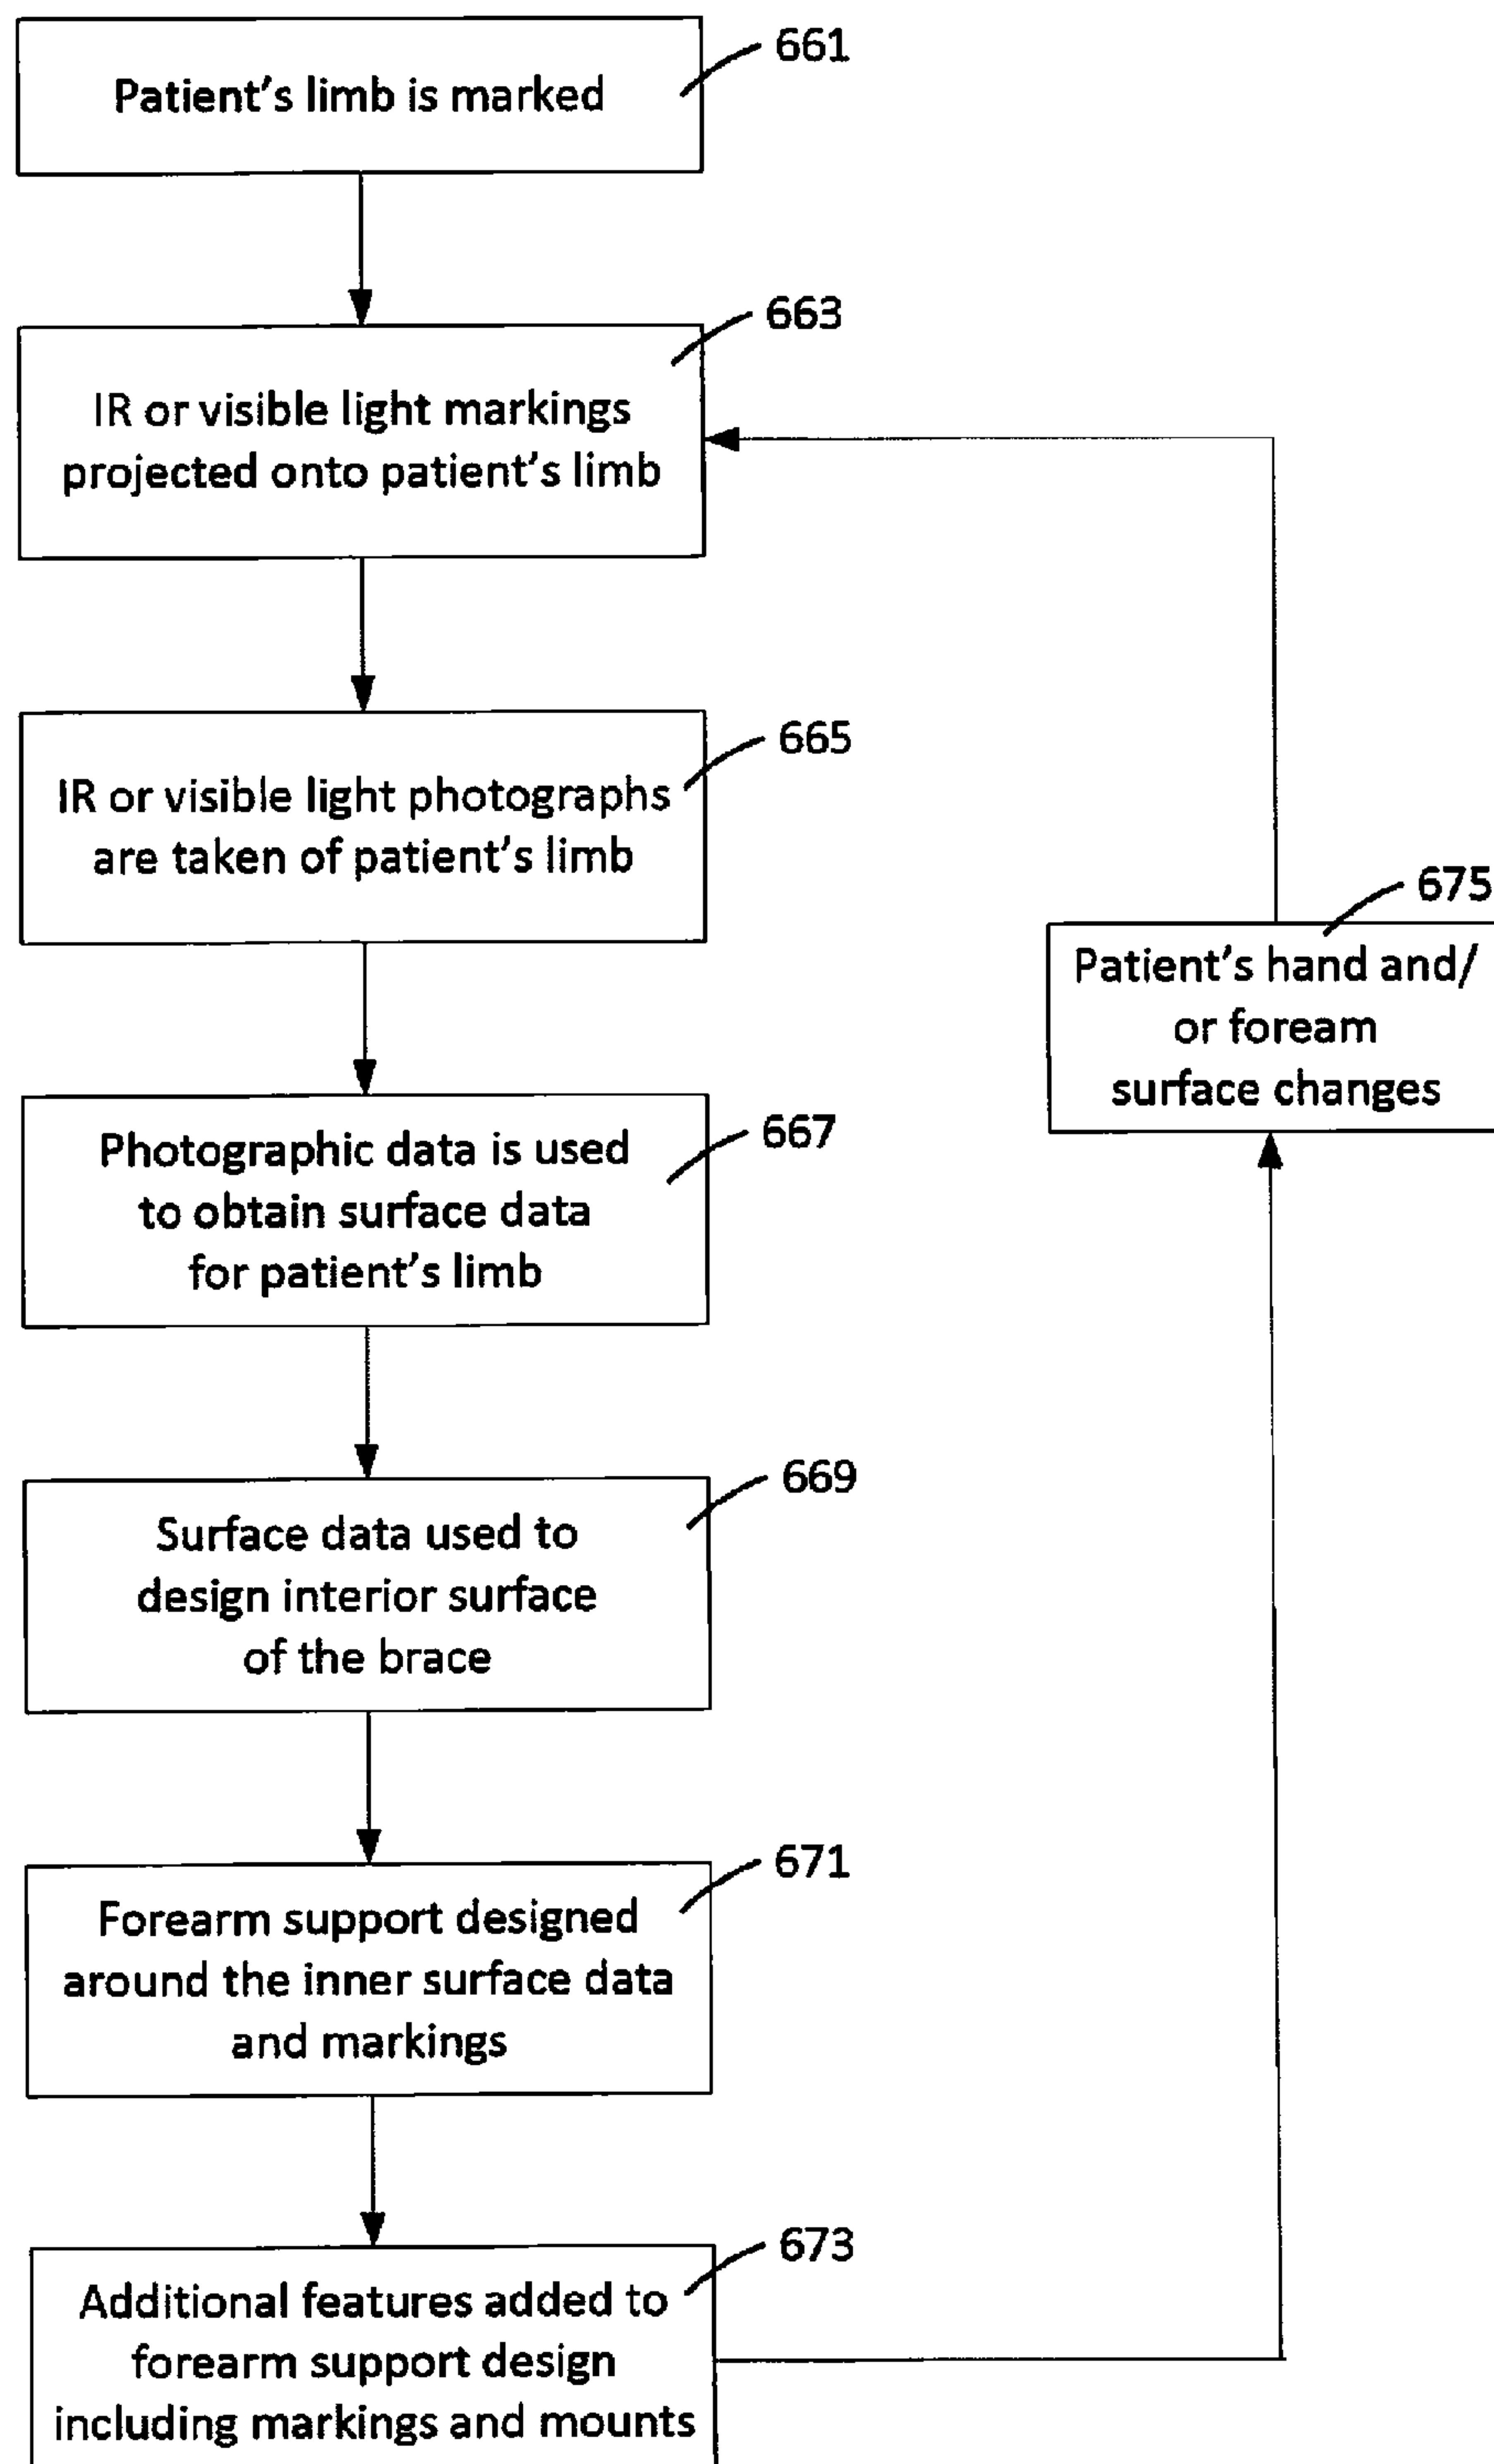 Patient's limb is marked
661
IR or visible light markings
projected onto patient's limb
663
IR or visible light photographs
are taken of patient's limb
665
Photographic data is used
to obtain surface data
for patient's limb
667
Surface data used to
design interior surface
of the brace
669
Forearm support designed
around the inner surface data
and markings
671
Additional features added to
forearm support design
including markings and mounts
673
Patient's hand and/
or foream
surface changes
675